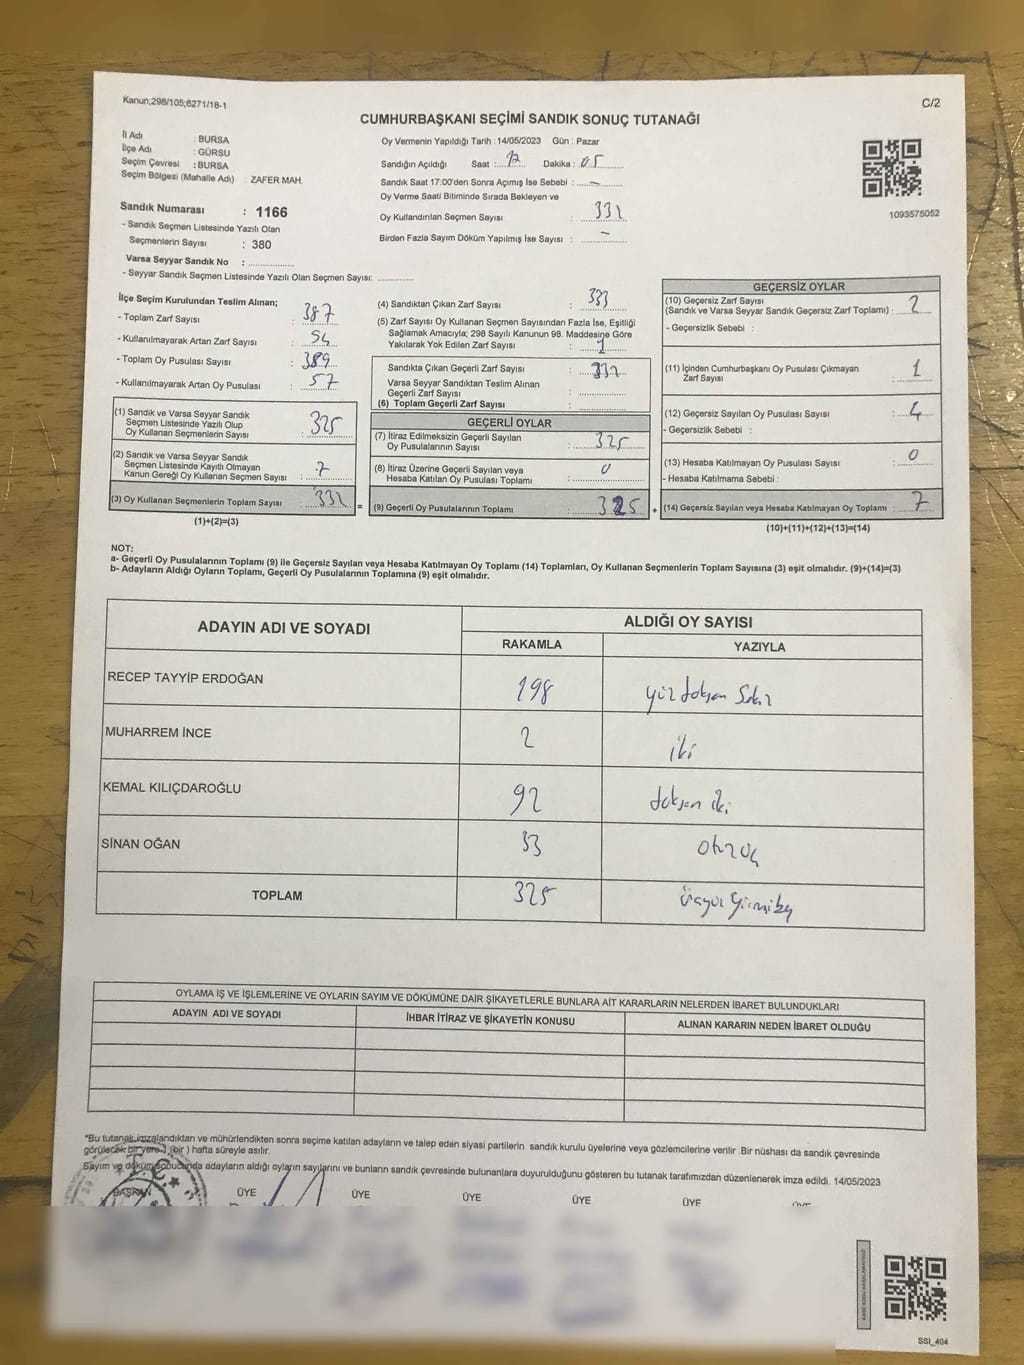 Kanun;298/105;6271/18-1
C/2
CUMHURBAŞKANI SEÇİMİ SANDIK SONUÇ TUTANAĞI
İl Adı : BURSA
İlçe Adı : GÜRSU
Seçim Çevresi : BURSA
Seçim Bölgesi (Mahalle Adı) : ZAFER MAH.
Sandık Numarası : 1166
- Sandık Seçmen Listesinde Yazılı Olan
Seçmenlerin Sayısı : 380
Varsa Seyyar Sandık No : ..............
- Seyyar Sandık Seçmen Listesinde Yazılı Olan Seçmen Sayısı: ............
Oy Vermenin Yapıldığı Tarih :14/05/2023 Gün : Pazar
Sandığın Açıldığı Saat : 17 Dakika : 05
Sandık Saat 17:00'den Sonra Açımış İse Sebebi : –
Oy Verme Saati Bitiminde Sırada Bekleyen ve
Oy Kullandırılan Seçmen Sayısı : 332
Birden Fazla Sayım Döküm Yapılmış İse Sayısı : –
1093575052
İlçe Seçim Kurulundan Teslim Alınan;
- Toplam Zarf Sayısı : 387
- Kullanılmayarak Artan Zarf Sayısı : 54
- Toplam Oy Pusulası Sayısı : 389
- Kullanılmayarak Artan Oy Pusulası : 57
(1) Sandık ve Varsa Seyyar Sandık
Seçmen Listesinde Yazılı Olup
Oy Kullanan Seçmenlerin Sayısı : 325
(2) Sandık ve Varsa Seyyar Sandık
Seçmen Listesinde Kayıtlı Olmayan
Kanun Gereği Oy Kullanan Seçmen Sayısı : 7
(3) Oy Kullanan Seçmenlerin Toplam Sayısı : 332 =
(1)+(2)=(3)
(4) Sandıktan Çıkan Zarf Sayısı : 333
(5) Zarf Sayısı Oy Kullanan Seçmen Sayısından Fazla İse, Eşitliği
Sağlamak Amacıyla; 298 Sayılı Kanunun 98. Maddesine Göre
Yakılarak Yok Edilen Zarf Sayısı : 1
Sandıkta Çıkan Geçerli Zarf Sayısı : 332
Varsa Seyyar Sandıktan Teslim Alınan
Geçerli Zarf Sayısı : ..............
(6) Toplam Geçerli Zarf Sayısı : ..............
GEÇERLİ OYLAR
(7) İtiraz Edilmeksizin Geçerli Sayılan
Oy Pusulalarının Sayısı : 325
(8) İtiraz Üzerine Geçerli Sayılan veya
Hesaba Katılan Oy Pusulası Toplamı : 0
(9) Geçerli Oy Pusulalarının Toplamı : 325 +
GEÇERSİZ OYLAR
(10) Geçersiz Zarf Sayısı
(Sandık ve Varsa Seyyar Sandık Geçersiz Zarf Toplamı) : 2
- Geçersizlik Sebebi :
(11) İçinden Cumhurbaşkanı Oy Pusulası Çıkmayan
Zarf Sayısı : 1
(12) Geçersiz Sayılan Oy Pusulası Sayısı : 4
- Geçersizlik Sebebi :
(13) Hesaba Katılmayan Oy Pusulası Sayısı : 0
- Hesaba Katılmama Sebebi :
(14) Geçersiz Sayılan veya Hesaba Katılmayan Oy Toplamı : 7
(10)+(11)+(12)+(13)=(14)
NOT:
a- Geçerli Oy Pusulalarının Toplamı (9) ile Geçersiz Sayılan veya Hesaba Katılmayan Oy Toplamı (14) Toplamları, Oy Kullanan Seçmenlerin Toplam Sayısına (3) eşit olmalıdır. (9)+(14)=(3)
b- Adayların Aldığı Oyların Toplamı, Geçerli Oy Pusulalarının Toplamına (9) eşit olmalıdır.
ADAYIN ADI VE SOYADI ALDIĞI OY SAYISI
RAKAMLA YAZIYLA
RECEP TAYYİP ERDOĞAN 198 yüz doksan sekiz
MUHARREM İNCE 2 iki
KEMAL KILIÇDAROĞLU 92 doksan iki
SİNAN OĞAN 33 otuz üç
TOPLAM 325 üçyüz yirmibeş
OYLAMA İŞ VE İŞLEMLERİNE VE OYLARIN SAYIM VE DÖKÜMÜNE DAİR ŞİKAYETLERLE BUNLARA AİT KARARLARIN NELERDEN İBARET BULUNDUKLARI
ADAYIN ADI VE SOYADI İHBAR İTİRAZ VE ŞİKAYETİN KONUSU ALINAN KARARIN NEDEN İBARET OLDUĞU
*Bu tutanak imzalandıktan ve mühürlendikten sonra seçime katılan adayların ve talep eden siyasi partilerin sandık kurulu üyelerine veya gözlemcilerine verilir. Bir nüshası da sandık çevresinde
görülecek bir yere 1 (bir ) hafta süreyle asılır.
Sayım ve döküm sonucunda adayların aldığı oyların sayılarını ve bunların sandık çevresinde bulunanlara duyurulduğunu gösteren bu tutanak tarafımızdan düzenlenerek imza edildi. 14/05/2023
BAŞKAN ÜYE ÜYE ÜYE ÜYE ÜYE
T.C.
SSI_404